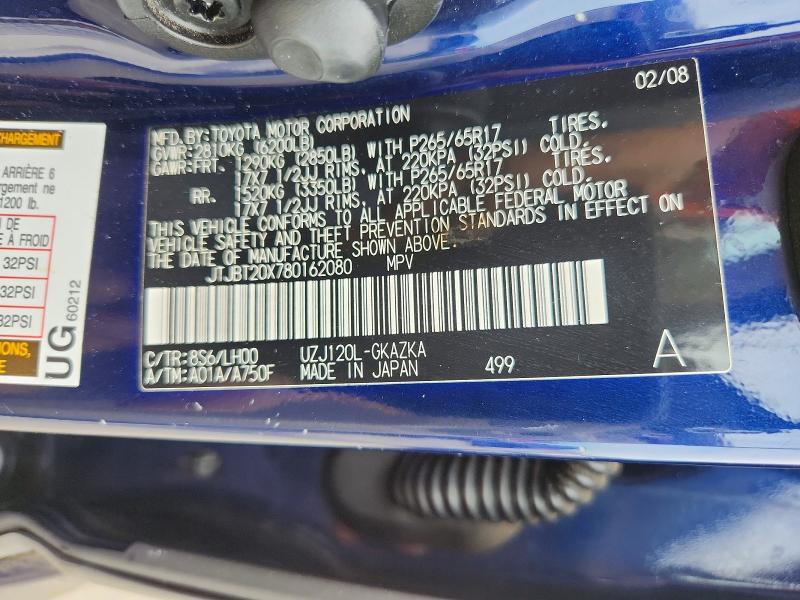 CHARGEMENT
ARRIÈRE 6
argement ne
1200 lb.
DE
À FROID
32PSI
32PSI
32PSI
UG
60212
02/08
MFD.BY:TOYOTA MOTOR CORPORATION
GVWR:2810KG (6200LB)
GAWR:FRT. 1290KG (2850LB) WITH P265/65R17 TIRES.
17X7 1/2JJ RIMS, AT 220KPA (32PSI) COLD.
RR. 1520KG (3350LB) WITH P265/65R17 TIRES.
17X7 1/2JJ RIMS, AT 220KPA (32PSI) COLD.
THIS VEHICLE CONFORMS TO ALL APPLICABLE FEDERAL MOTOR
VEHICLE SAFETY AND THEFT PREVENTION STANDARDS IN EFFECT ON
THE DATE OF MANUFACTURE SHOWN ABOVE.
JTJBT20X780162080 MPV
C/TR:8S6/LH00 UZJ120L-GKAZKA
A/TM:A01A/A750F MADE IN JAPAN 499 A